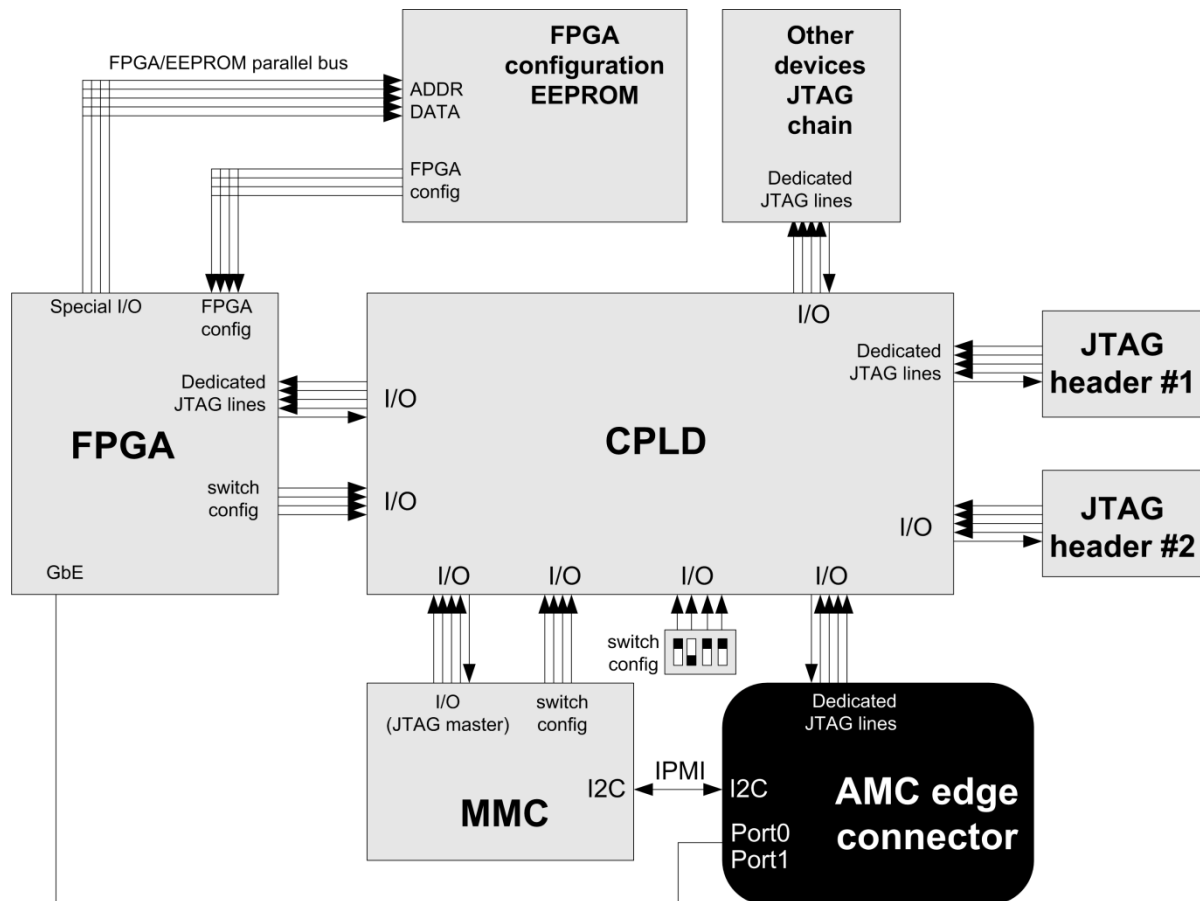 FPGA/EEPROM parallel bus
FPGA
configuration
EEPROM
ADDR
DATA
FPGA
config
Other
devices
JTAG
chain
Dedicated
JTAG lines
Special I/O
FPGA
config
Dedicated
JTAG lines
FPGA
switch
config
GbE
I/O
I/O
I/O
CPLD
Dedicated
JTAG lines
I/O
I/O
I/O
I/O
I/O
JTAG
header #1
JTAG
header #2
switch
config
I/O
(JTAG master)
switch
config
I2C
MMC
IPMI
Dedicated
JTAG lines
I2C
AMC edge
connector
Port0
Port1